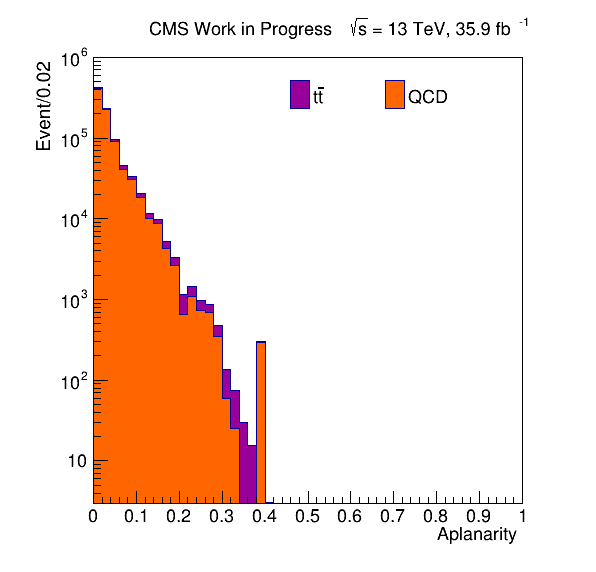 CMS Work in Progress √s = 13 TeV, 35.9 fb⁻¹
Event/0.02
tt̄
QCD
10⁶
10⁵
10⁴
10³
10²
10
0 0.1 0.2 0.3 0.4 0.5 0.6 0.7 0.8 0.9 1
Aplanarity